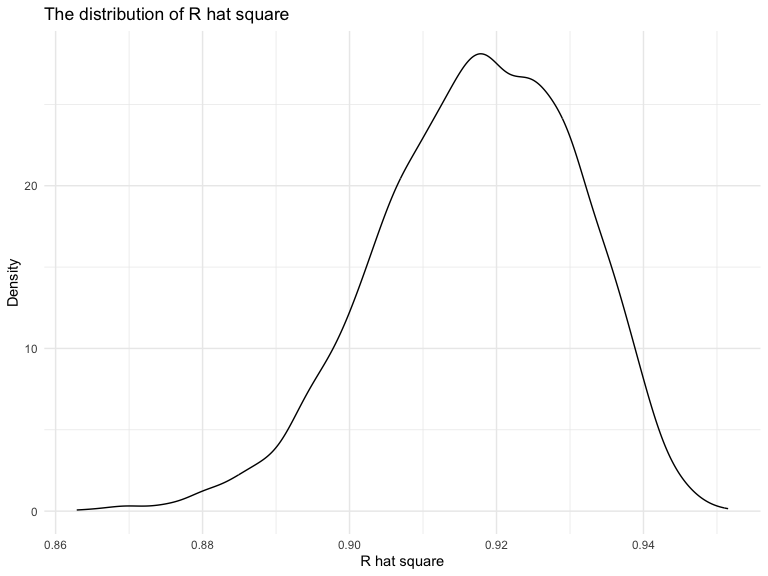 The distribution of R hat square
Density
20
10
0
0.86 0.88 0.90 0.92 0.94
R hat square